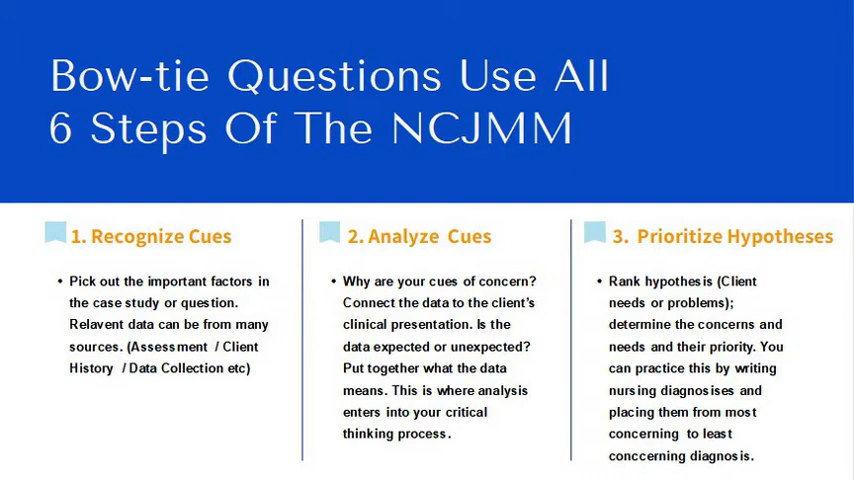 Bow-tie Questions Use All
6 Steps Of The NCJMM
1. Recognize Cues
• Pick out the important factors in
the case study or question.
Relavent data can be from many
sources. (Assessment / Client
History / Data Collection etc)
2. Analyze Cues
• Why are your cues of concern?
Connect the data to the client's
clinical presentation. Is the
data expected or unexpected?
Put together what the data
means. This is where analysis
enters into your critical
thinking process.
3. Prioritize Hypotheses
• Rank hypothesis (Client
needs or problems);
determine the concerns and
needs and their priority. You
can practice this by writing
nursing diagnosises and
placing them from most
concerning to least
conccerning diagnosis.